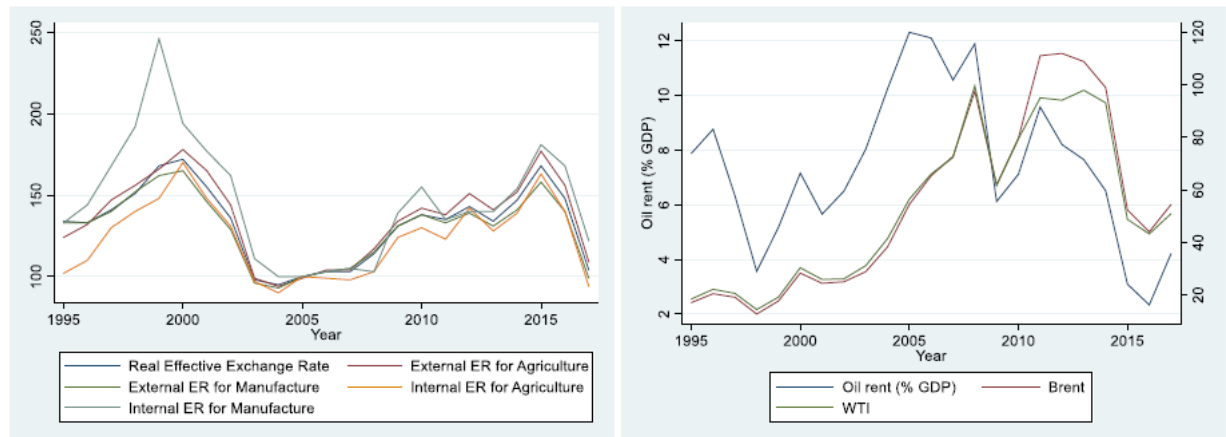 250
200
150
100
1995
2000
2005
2010
2015
Year
Real Effective Exchange Rate
External ER for Agriculture
External ER for Manufacture
Internal ER for Agriculture
Internal ER for Manufacture
Oil rent (% GDP)
12
10
8
6
4
2
120
100
80
60
40
20
1995
2000
2005
2010
2015
Year
Oil rent (% GDP)
Brent
WTI